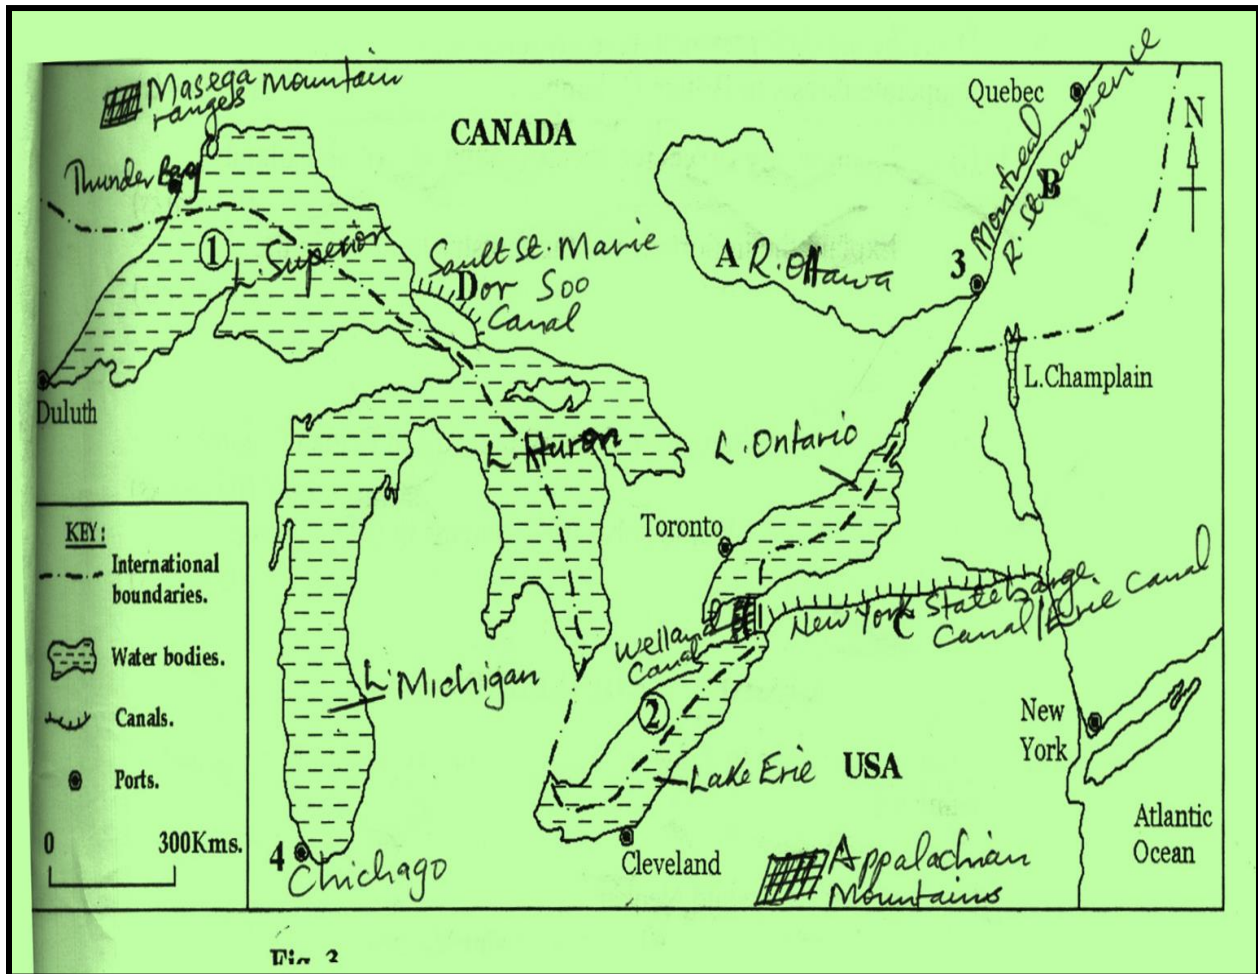 Masega Mountain
ranges
CANADA
Quebec
N
Thunder Bay
Montreal
R. St. Lawrence
B
3
1
L. Superior
Sault St. Marie
D or Soo
Canal
A R. Ottawa
L. Champlain
Duluth
L. Huron
L. Ontario
Toronto
KEY:
International
boundaries.
Water bodies.
Canals.
Ports.
0 300Kms.
Welland
Canal
New York State barge
C
Canal/Erie Canal
L. Michigan
2
Lake Erie
USA
New
York
Atlantic
Ocean
4
Chichago
Cleveland
Appalachian
Mountains
Fig. 3